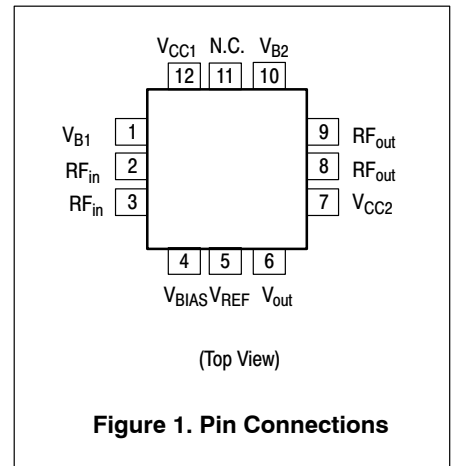 VCC1 N.C. VB2
12 11 10
VB1 1
RFin 2
RFin 3
9 RFout
8 RFout
7 VCC2
4 5 6
VBIAS VREF Vout
(Top View)
Figure 1. Pin Connections